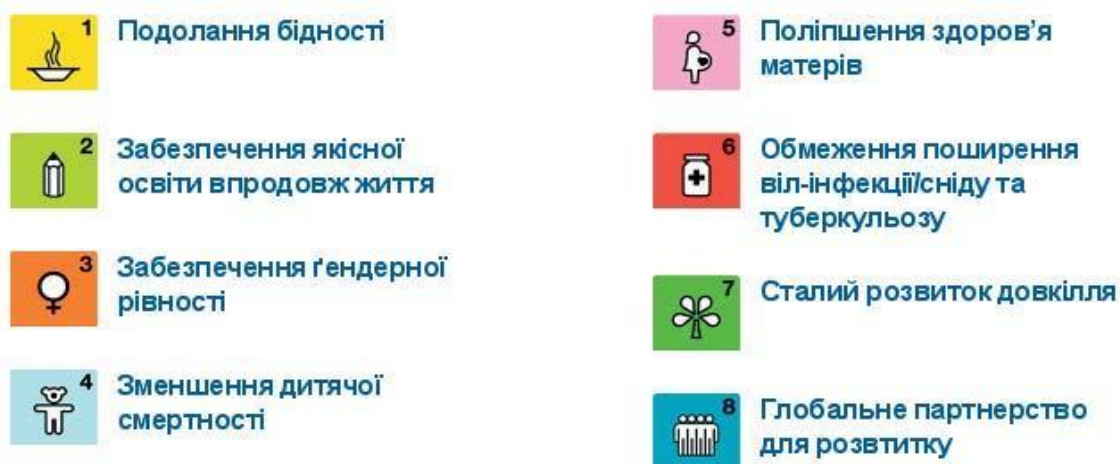 1
Подолання бідності
2
Забезпечення якісної
освіти впродовж життя
3
Забезпечення ґендерної
рівності
4
Зменшення дитячої
смертності
5
Поліпшення здоров’я
матерів
6
Обмеження поширення
віл-інфекції/сніду та
туберкульозу
7
Сталий розвиток довкілля
8
Глобальне партнерство
для розвтитку